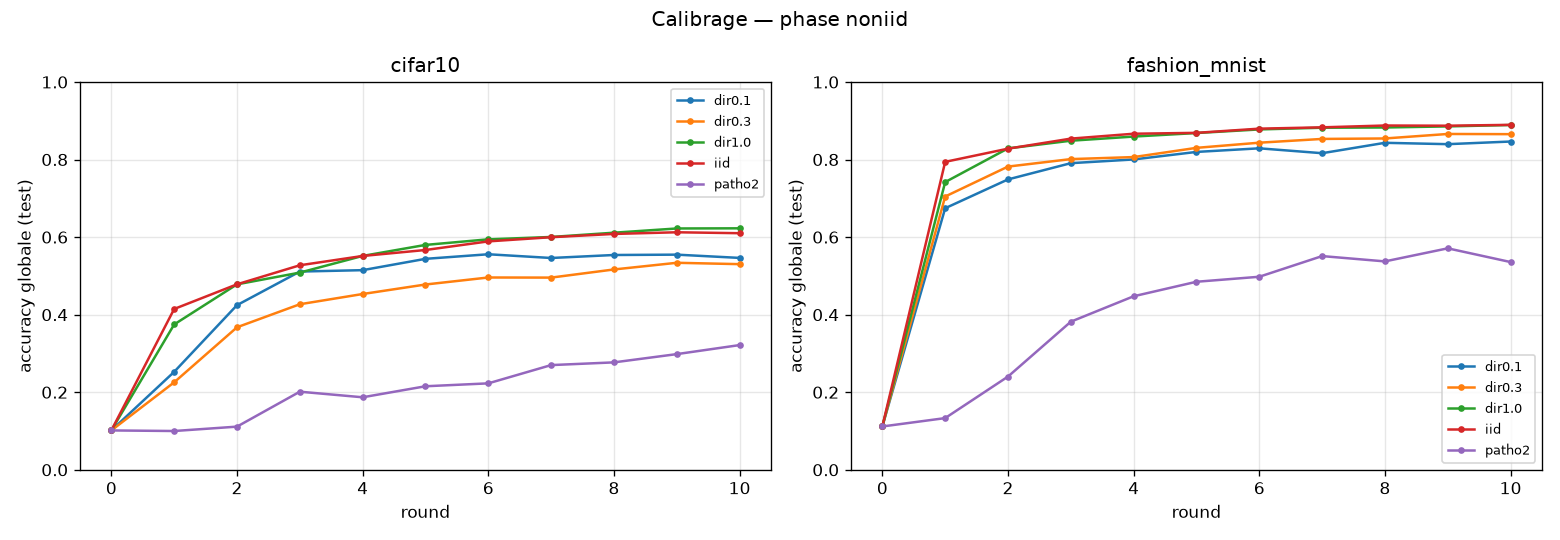 Calibrage — phase noniid
cifar10
accuracy globale (test)
1.0
0.8
0.6
0.4
0.2
0.0
0 2 4 6 8 10
round
dir0.1
dir0.3
dir1.0
iid
patho2
fashion_mnist
accuracy globale (test)
1.0
0.8
0.6
0.4
0.2
0.0
0 2 4 6 8 10
round
dir0.1
dir0.3
dir1.0
iid
patho2